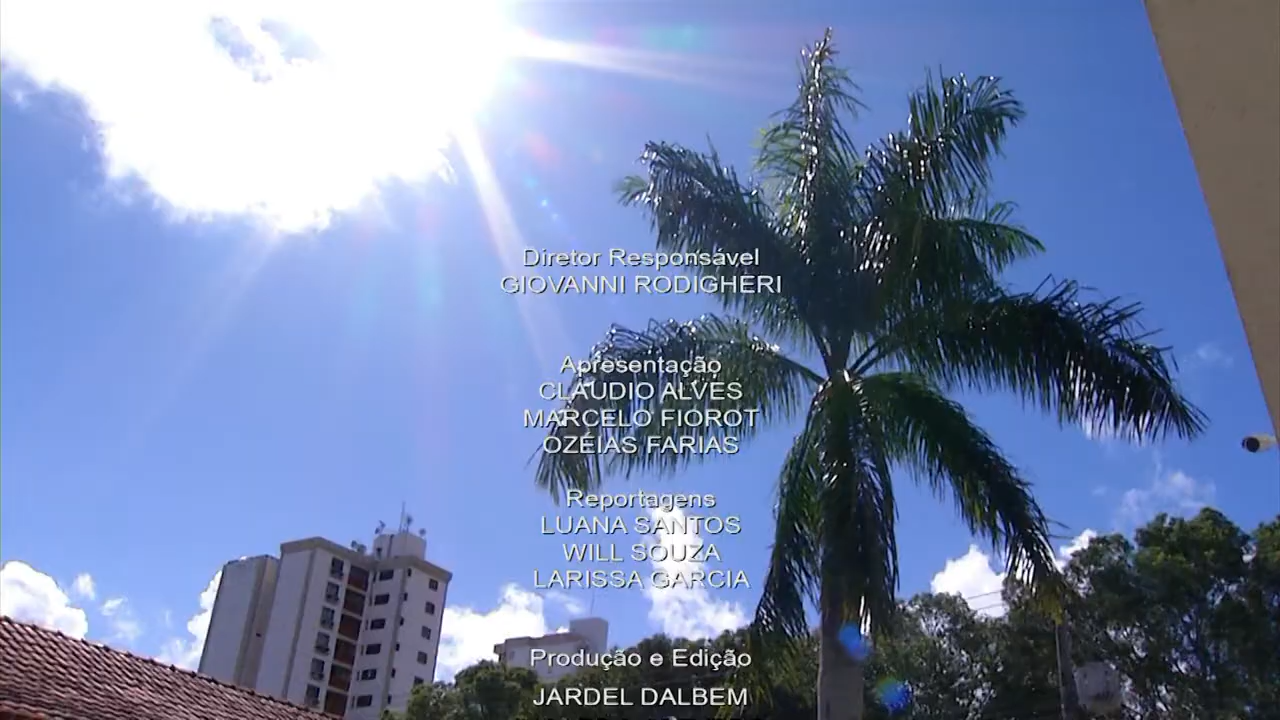 Diretor Responsável
GIOVANNI RODIGHERI
Apresentação
CLAUDIO ALVES
MARCELO FIOROT
OZEIAS FARIAS
Reportagens
LUANA SANTOS
WILL SOUZA
LARISSA GARCIA
Produção e Edição
JARDEL DALBEM